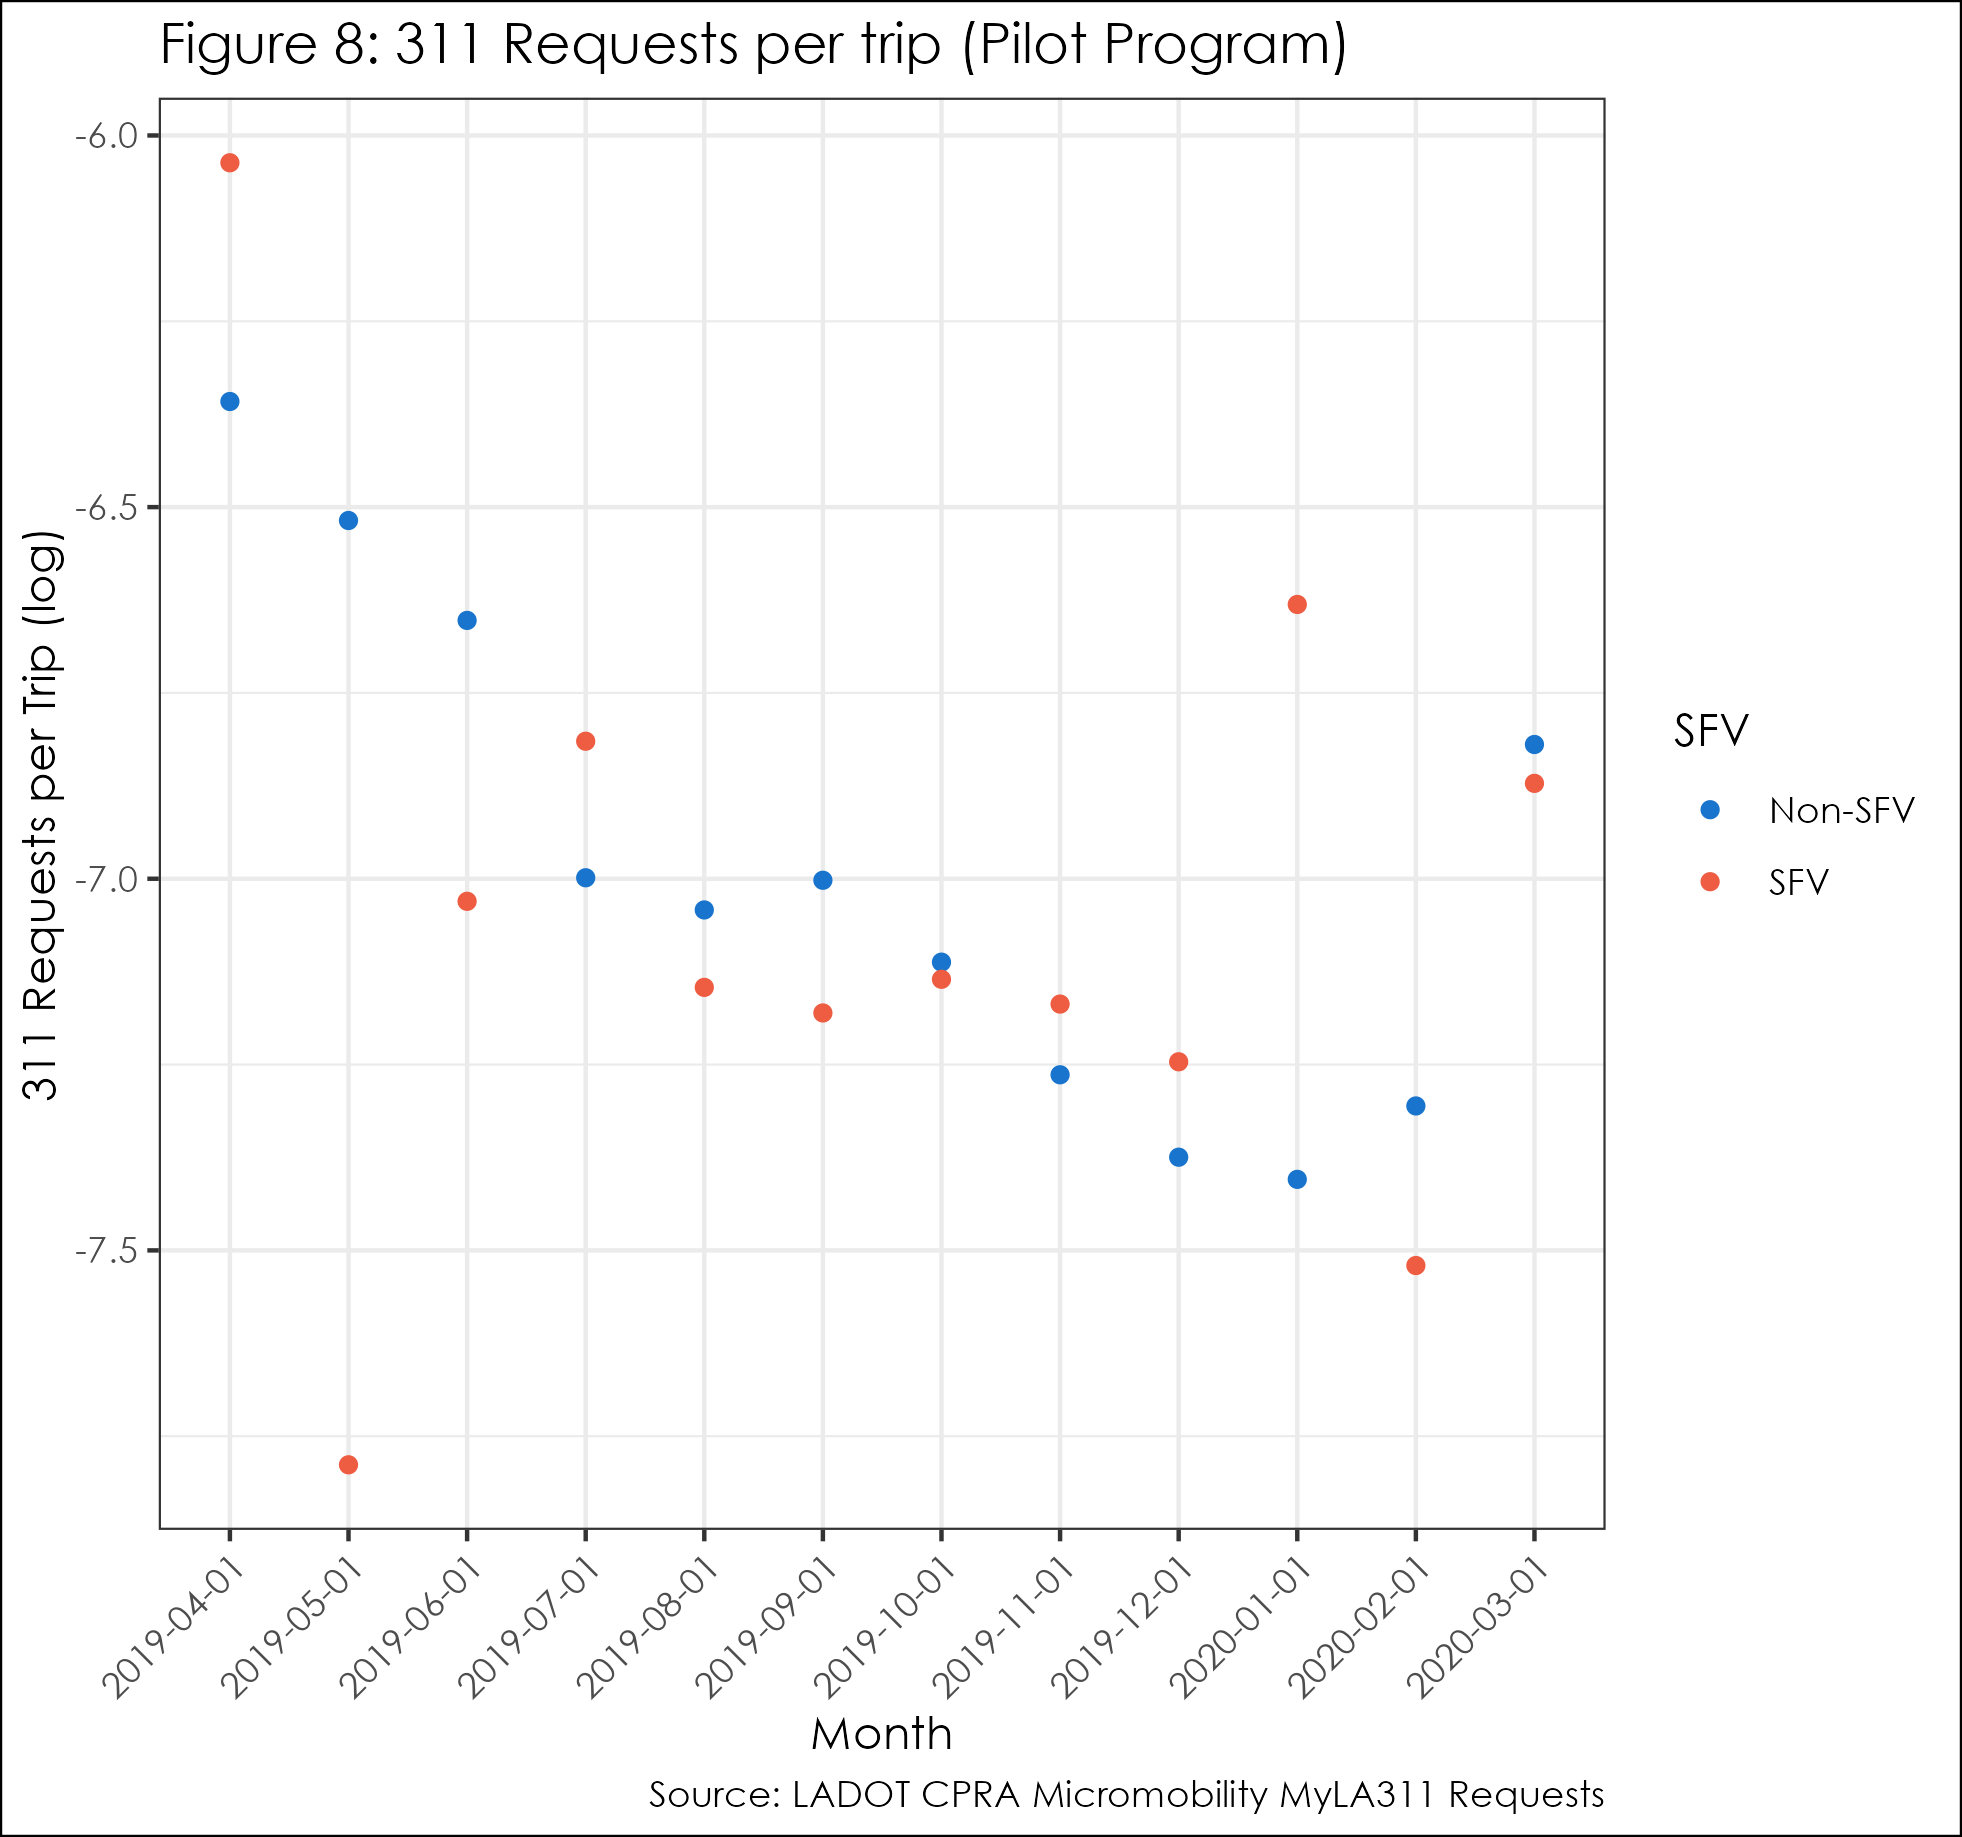 Figure 8: 311 Requests per trip (Pilot Program)
311 Requests per Trip (log)
-6.0
-6.5
-7.0
-7.5
2019-04-01
2019-05-01
2019-06-01
2019-07-01
2019-08-01
2019-09-01
2019-10-01
2019-11-01
2019-12-01
2020-01-01
2020-02-01
2020-03-01
Month
SFV
Non-SFV
SFV
Source: LADOT CPRA Micromobility MyLA311 Requests